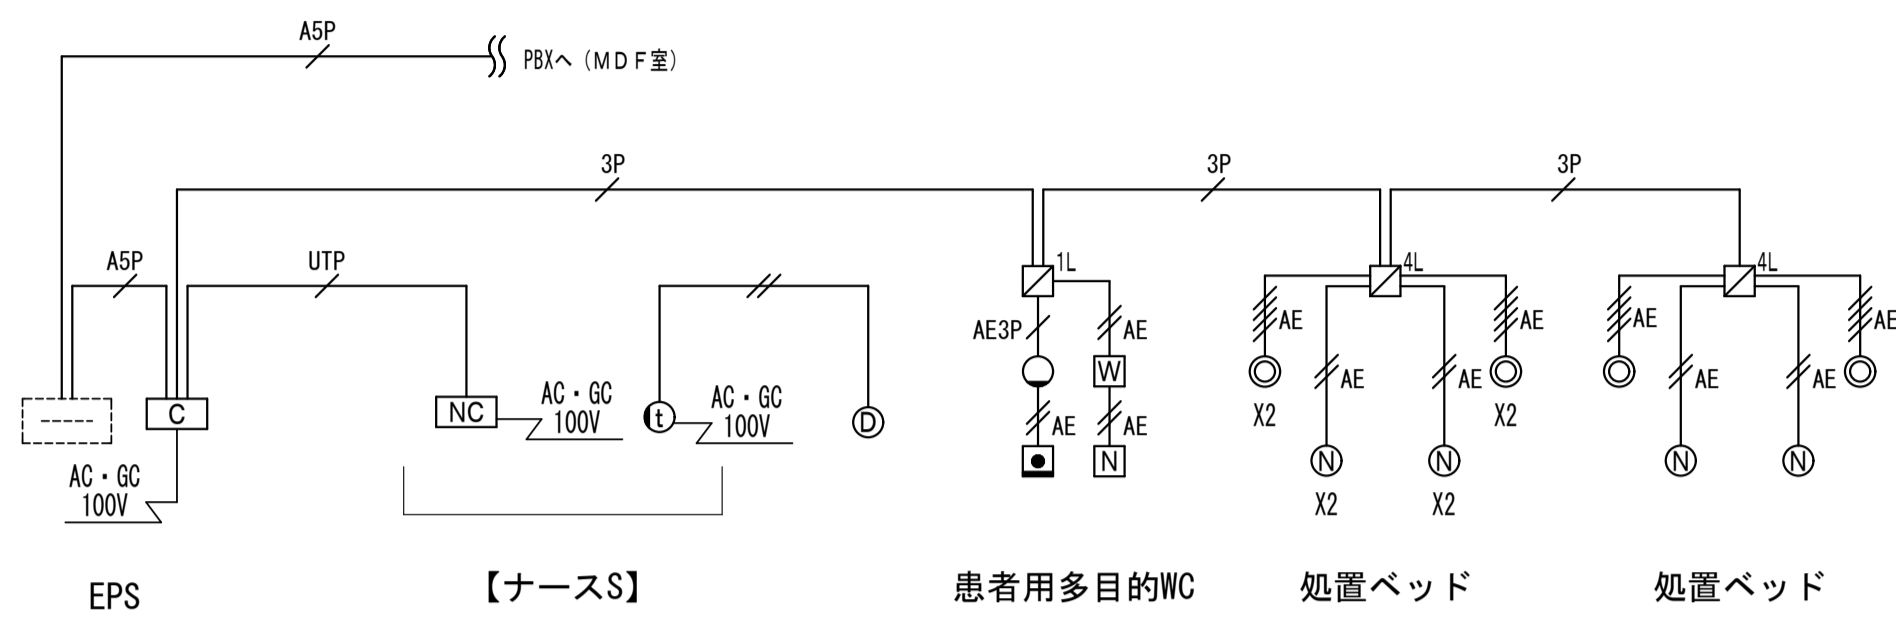 A5P
PBXへ（ＭＤＦ室）
3P
3P
3P
A5P
UTP
1L
4L
4L
AE3P
AE
AE
AE
AE
AE
C
NC
AC・GC
100V
t
AC・GC
100V
D
W
AE
AE
AE
AE
X2
X2
AE
AE
N
N
N
N
N
AC・GC
100V
X2
X2
EPS
【ナースS】
患者用多目的WC
処置ベッド
処置ベッド